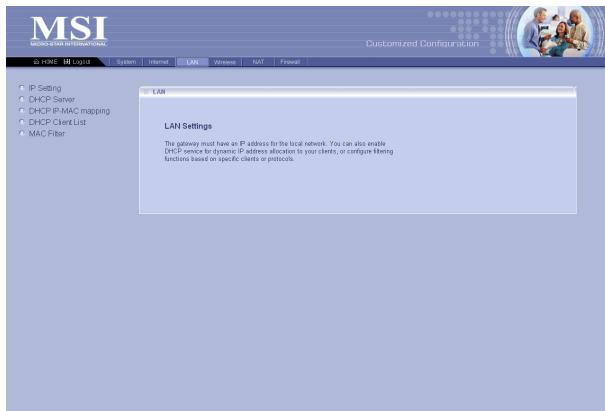 MSI
MICRO-STAR INTERNATIONAL
Customized Configuration
HOME Logout System Internet LAN Wireless NAT Firewall
IP Setting
DHCP Server
DHCP IP-MAC mapping
DHCP Client List
MAC Filter
LAN
LAN Settings
The gateway must have an IP address for the local network. You can also enable
DHCP service for dynamic IP address allocation to your clients, or configure filtering
functions based on specific clients or protocols.